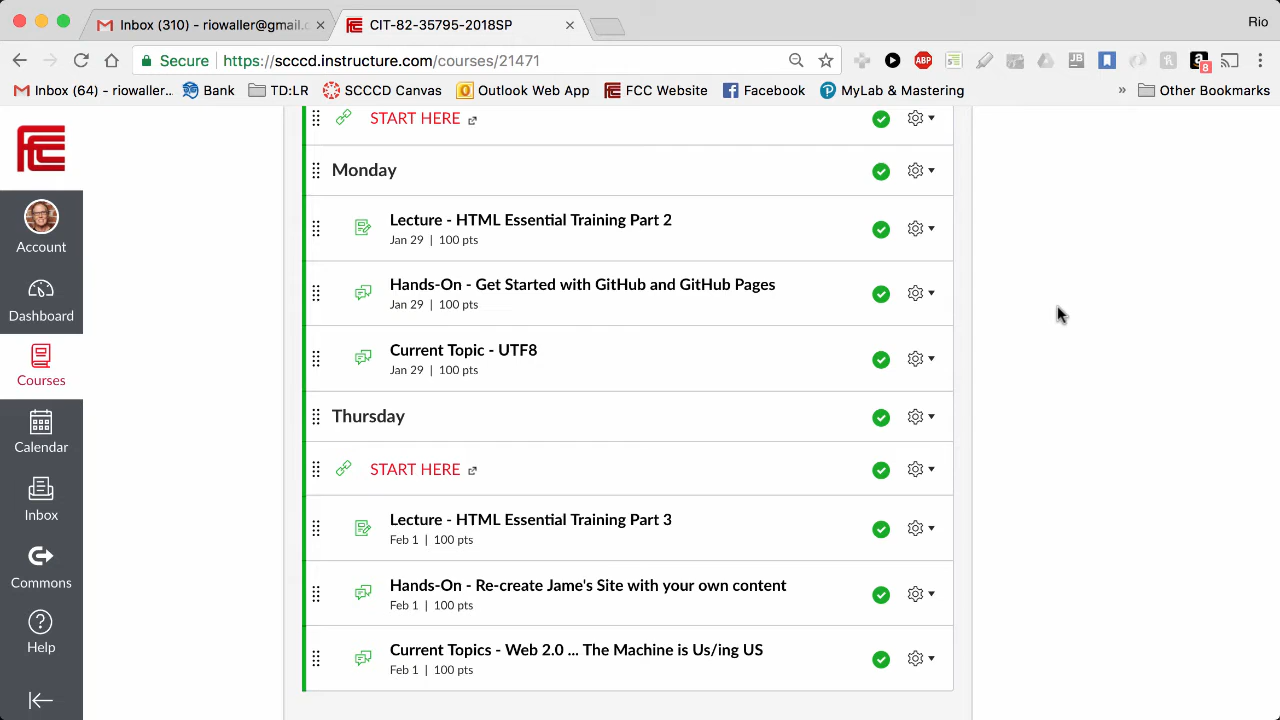 Inbox (310) - riowaller@gmail.c
CIT-82-35795-2018SP
Rio
Secure
https://scccd.instructure.com/courses/21471
ABP
JB
8
Inbox (64) - riowaller...
Bank
TD:LR
SCCCD Canvas
Outlook Web App
FCC Website
Facebook
MyLab & Mastering
»
Other Bookmarks
START HERE
Monday
Lecture - HTML Essential Training Part 2
Jan 29 | 100 pts
Hands-On - Get Started with GitHub and GitHub Pages
Jan 29 | 100 pts
Current Topic - UTF8
Jan 29 | 100 pts
Thursday
START HERE
Lecture - HTML Essential Training Part 3
Feb 1 | 100 pts
Hands-On - Re-create Jame's Site with your own content
Feb 1 | 100 pts
Current Topics - Web 2.0 ... The Machine is Us/ing US
Feb 1 | 100 pts
Account
Dashboard
Courses
Calendar
Inbox
Commons
Help